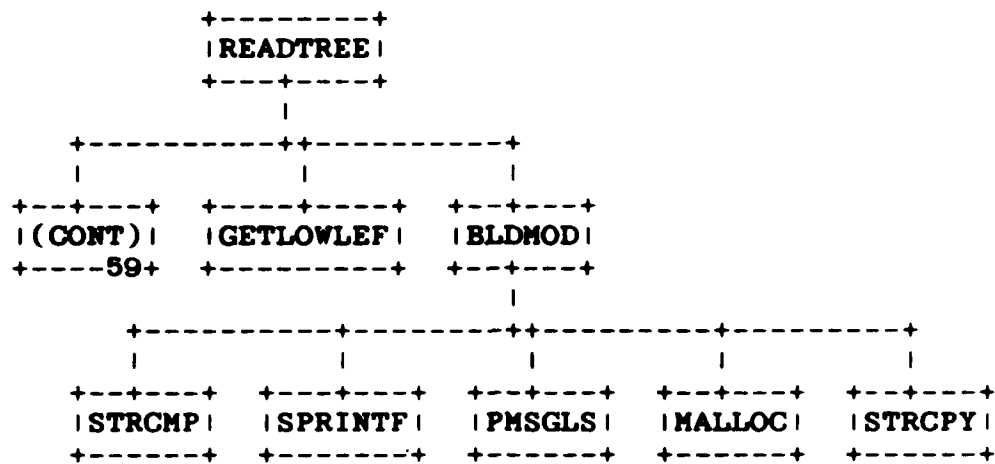 READTREE
(CONT) GETLOWLEF BLDMOD
59
STRCMP SPRINTF PMSGLS MALLOC STRCPY